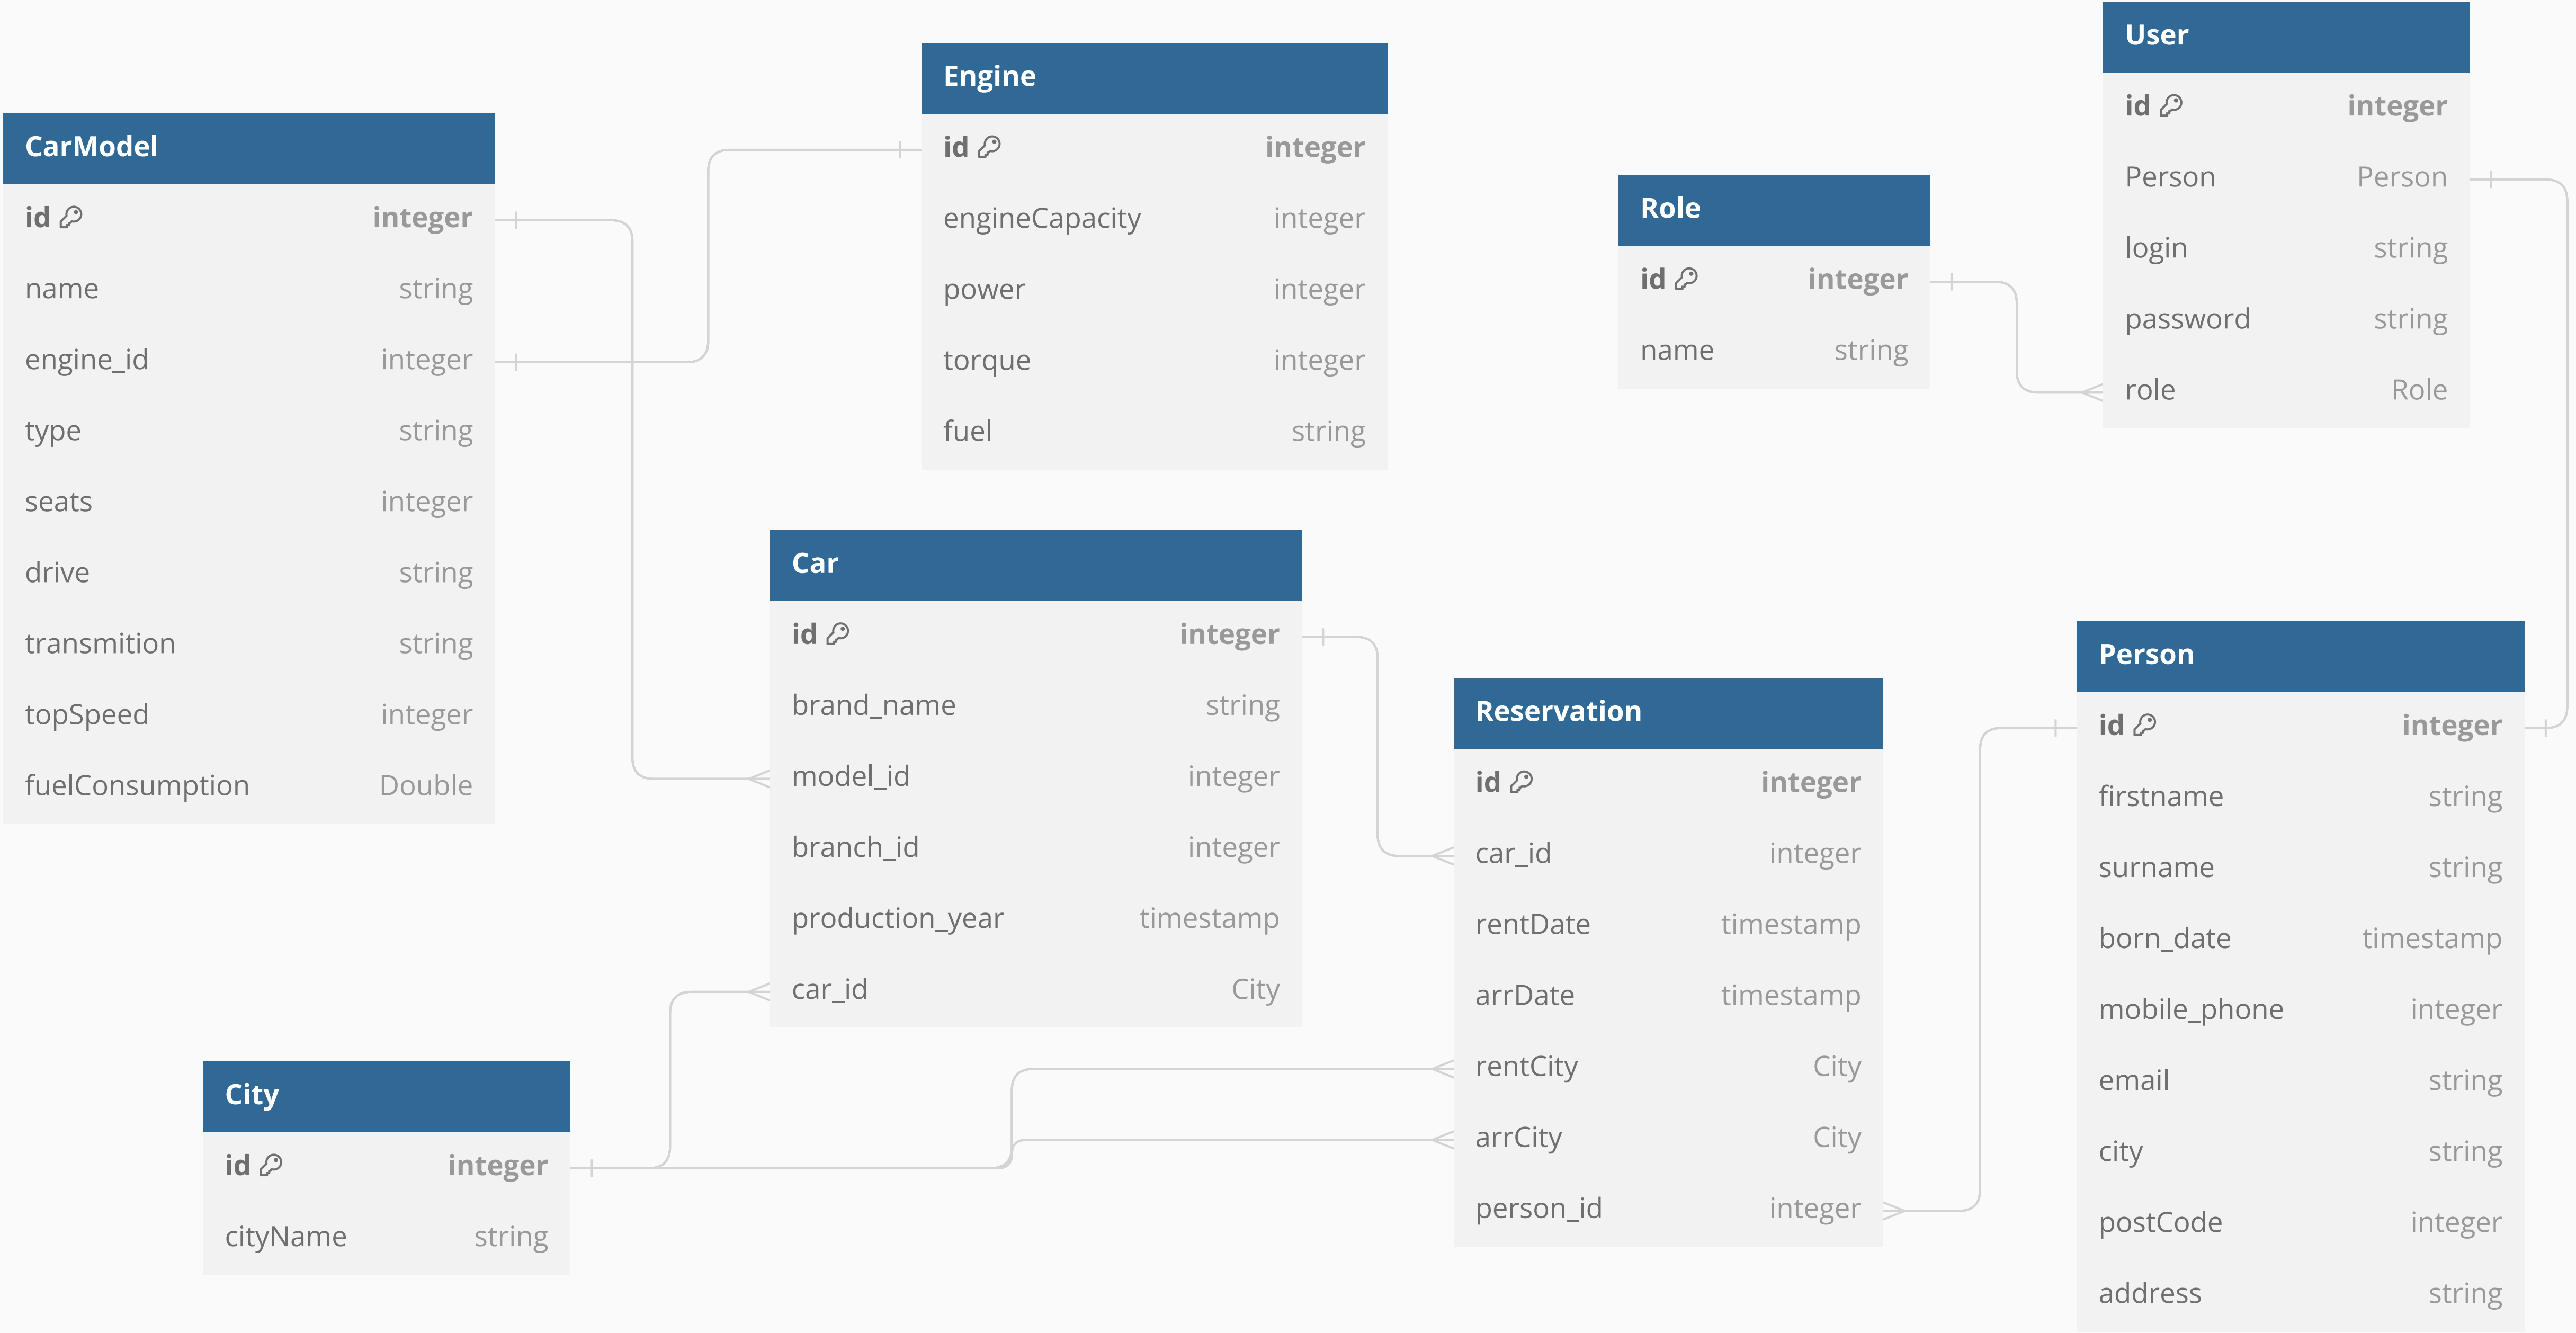 CarModel
id integer
name string
engine_id integer
type string
seats integer
drive string
transmition string
topSpeed integer
fuelConsumption Double
Engine
id integer
engineCapacity integer
power integer
torque integer
fuel string
Role
id integer
name string
User
id integer
Person Person
login string
password string
role Role
Car
id integer
brand_name string
model_id integer
branch_id integer
production_year timestamp
car_id City
Reservation
id integer
car_id integer
rentDate timestamp
arrDate timestamp
rentCity City
arrCity City
person_id integer
Person
id integer
firstname string
surname string
born_date timestamp
mobile_phone integer
email string
city string
postCode integer
address string
City
id integer
cityName string